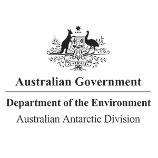 Australian Government
Department of the Environment
Australian Antarctic Division